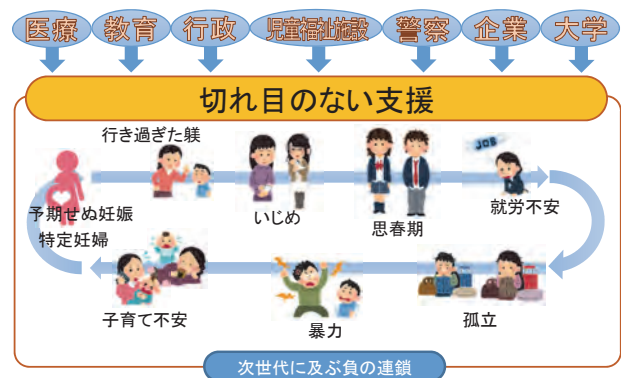 医療 教育 行政 児童福祉施設 警察 企業 大学
切れ目のない支援
行き過ぎた躾
JOB
予期せぬ妊娠
特定妊婦
いじめ
思春期
就労不安
子育て不安
暴力
孤立
次世代に及ぶ負の連鎖